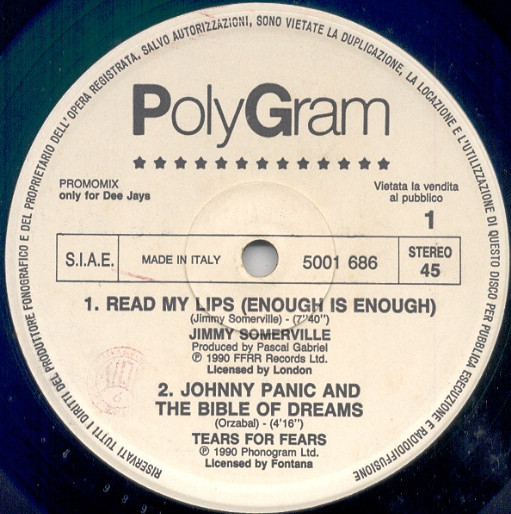 RISERVATI TUTTI I DIRITTI DEL PRODUTTORE FONOGRAFICO E DEL PROPRIETARIO DELL'OPERA REGISTRATA, SALVO AUTORIZZAZIONI, SONO VIETATE LA DUPLICAZIONE, LA LOCAZIONE E L'UTILIZZAZIONE DI QUESTO DISCO PER PUBBLICA ESECUZIONE E RADIODIFFUSIONE
PolyGram
★★★★★★★★★★★★★★
PROMOMIX
only for Dee Jays
Vietata la vendita
al pubblico
1
S.I.A.E.
MADE IN ITALY
5001 686
STEREO
45
1. READ MY LIPS (ENOUGH IS ENOUGH)
(Jimmy Somerville) - (7'40'')
JIMMY SOMERVILLE
Produced by Pascal Gabriel
℗ 1990 FFRR Records Ltd.
Licensed by London
2. JOHNNY PANIC AND
THE BIBLE OF DREAMS
(Orzabal) - (4'16'')
TEARS FOR FEARS
℗ 1990 Phonogram Ltd.
Licensed by Fontana